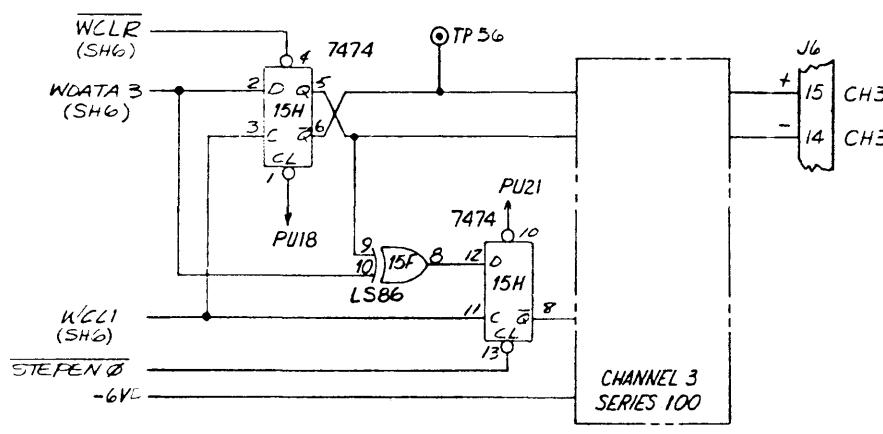 WCLR
(SH6)
4
7474
TP 56
J6
WDATA 3
(SH6)
2
D
Q
5
15H
3
C
Q
6
CL
1
PU18
+
15
CH3
-
14
CH3
PU21
7474
10
9
10
15F
8
LS86
12
D
15H
WCL1
(SH6)
11
C
Q
8
CL
13
STEPEN Ø
-6V
CHANNEL 3
SERIES 100